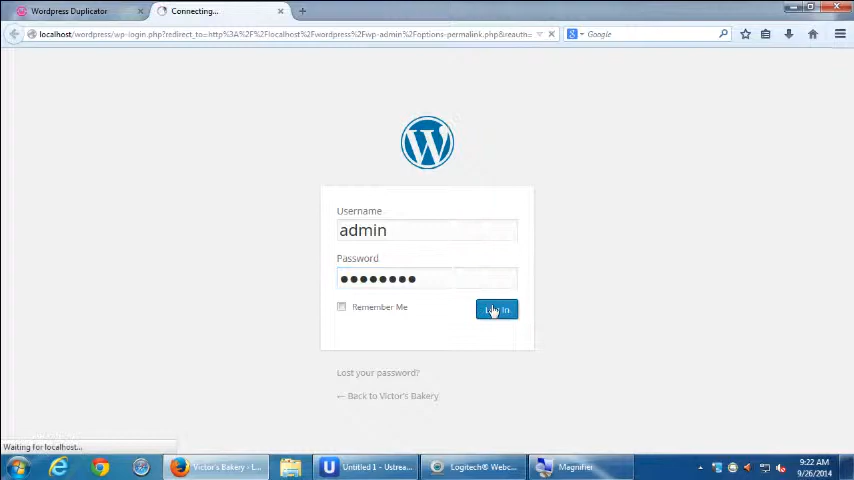 Wordpress Duplicator
Connecting...
localhost/wordpress/wp-login.php?redirect_to=http%3A%2F%2Flocalhost%2Fwordpress%2Fwp-admin%2Foptions-permalink.php&reauth=
Google
Username
admin
Password
Remember Me
Log In
Lost your password?
← Back to Victor's Bakery
Waiting for localhost...
Victor's Bakery - L...
Untitled 1 - Ustrea...
Logitech® Webc...
Magnifier
9:22 AM
9/26/2014